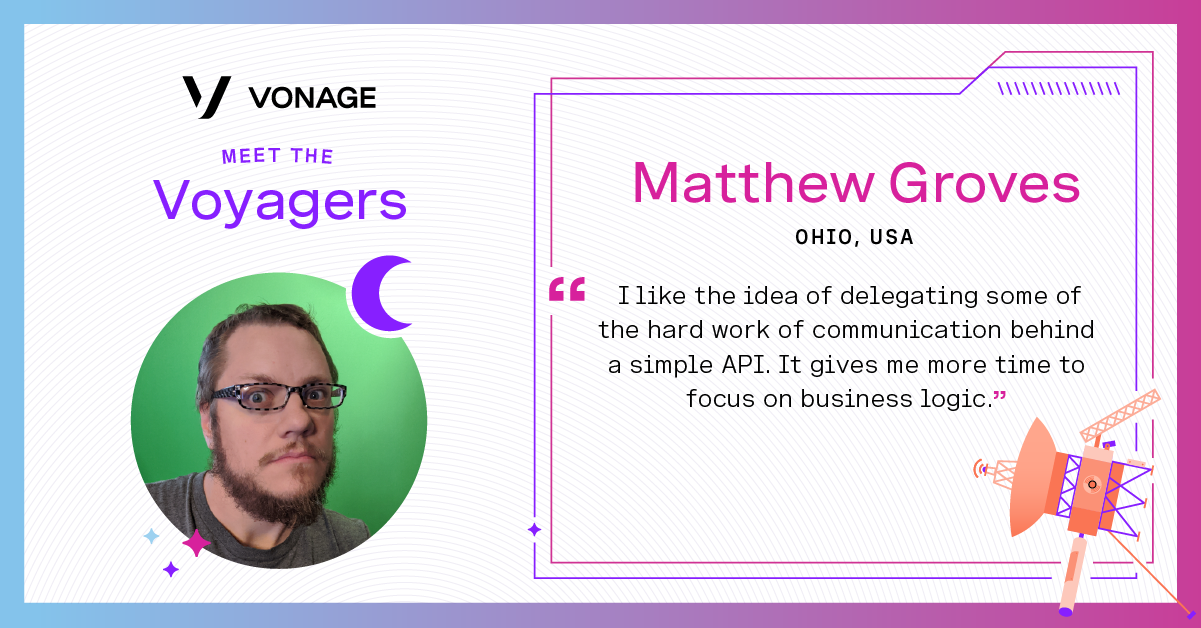 VONAGE
MEET THE
Voyagers
Matthew Groves
OHIO, USA
“ I like the idea of delegating some of
the hard work of communication behind
a simple API. It gives me more time to
focus on business logic.”